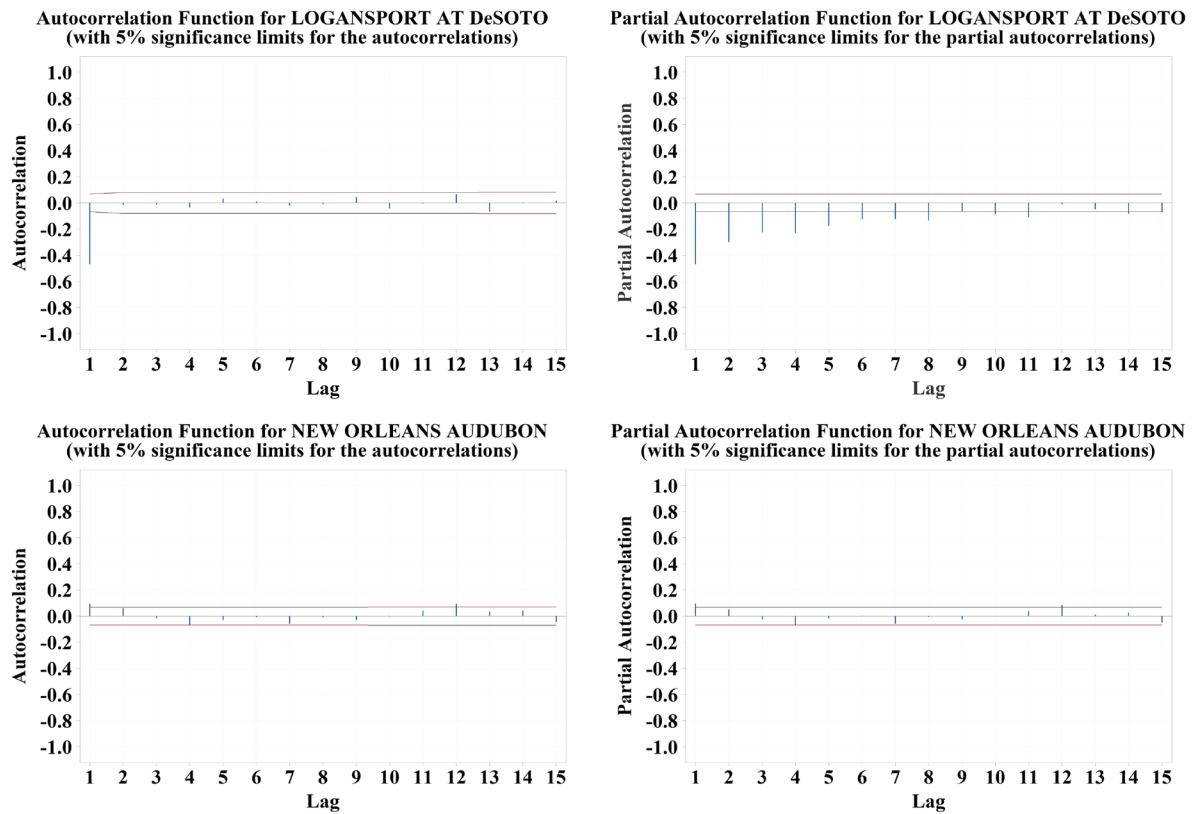 Autocorrelation Function for LOGANSPORT AT DeSOTO
(with 5% significance limits for the autocorrelations)
1.0
0.8
0.6
0.4
0.2
0.0
-0.2
-0.4
-0.6
-0.8
-1.0
Autocorrelation
1 2 3 4 5 6 7 8 9 10 11 12 13 14 15
Lag
Partial Autocorrelation Function for LOGANSPORT AT DeSOTO
(with 5% significance limits for the partial autocorrelations)
1.0
0.8
0.6
0.4
0.2
0.0
-0.2
-0.4
-0.6
-0.8
-1.0
Partial Autocorrelation
1 2 3 4 5 6 7 8 9 10 11 12 13 14 15
Lag
Autocorrelation Function for NEW ORLEANS AUDUBON
(with 5% significance limits for the autocorrelations)
1.0
0.8
0.6
0.4
0.2
0.0
-0.2
-0.4
-0.6
-0.8
-1.0
Autocorrelation
1 2 3 4 5 6 7 8 9 10 11 12 13 14 15
Lag
Partial Autocorrelation Function for NEW ORLEANS AUDUBON
(with 5% significance limits for the partial autocorrelations)
1.0
0.8
0.6
0.4
0.2
0.0
-0.2
-0.4
-0.6
-0.8
-1.0
Partial Autocorrelation
1 2 3 4 5 6 7 8 9 10 11 12 13 14 15
Lag